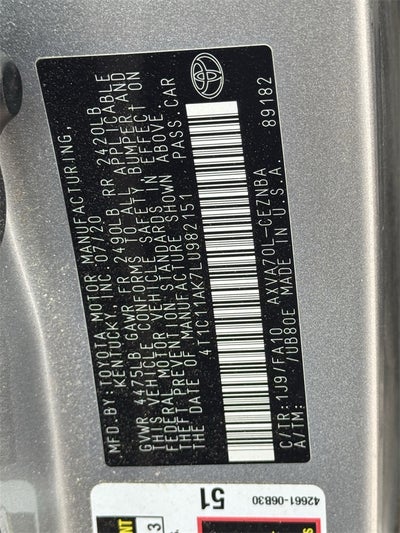 MFD. BY: TOYOTA MOTOR MANUFACTURING,
KENTUCKY, INC. 07/20
GVWR 4475LB GAWR FR 2490LB RR 2420LB
THIS VEHICLE CONFORMS TO ALL APPLICABLE
FEDERAL MOTOR VEHICLE SAFETY, BUMPER, AND
THEFT PREVENTION STANDARDS IN EFFECT ON
THE DATE OF MANUFACTURE SHOWN ABOVE.
4T1C11AK7LU982151 PASS. CAR
C/TR: 1J9/FA10 AXVA70L-CEZNBA
A/TM: UB80E MADE IN U.S.A. 89182
42661-06B30
51